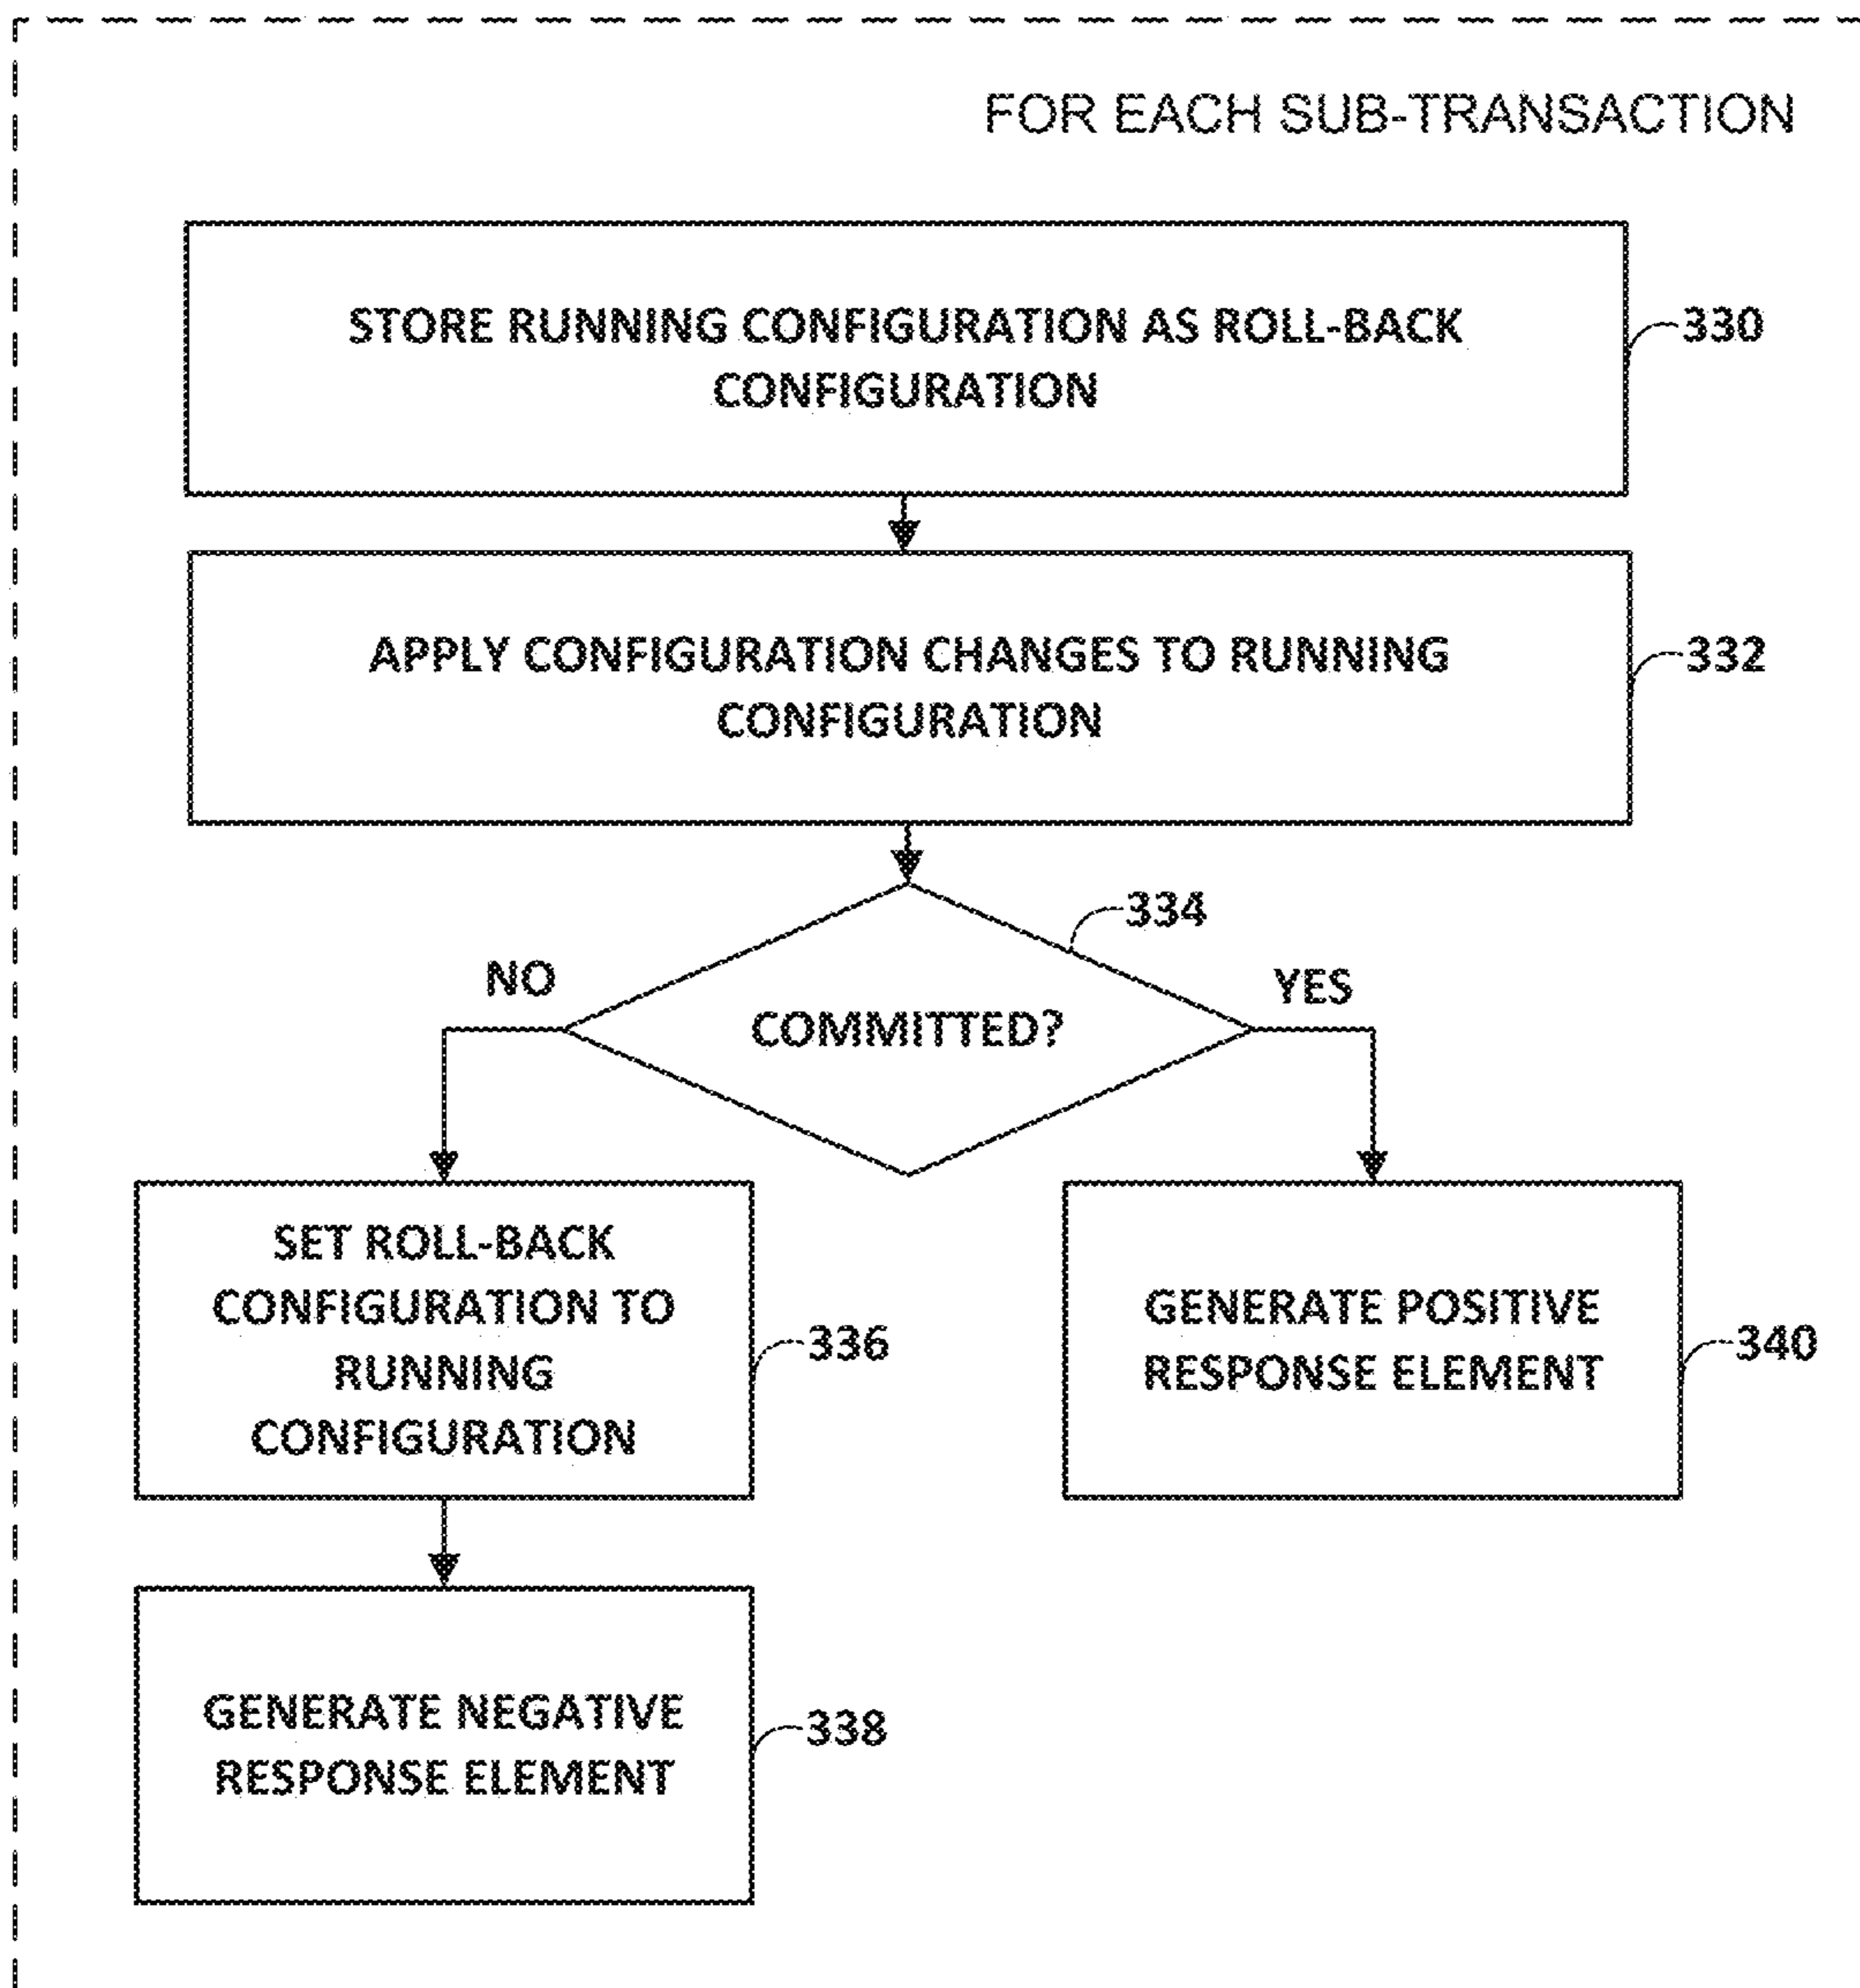 FOR EACH SUB-TRANSACTION
STORE RUNNING CONFIGURATION AS ROLL-BACK
CONFIGURATION
330
APPLY CONFIGURATION CHANGES TO RUNNING
CONFIGURATION
332
334
NO
YES
COMMITTED?
SET ROLL-BACK
CONFIGURATION TO
RUNNING
CONFIGURATION
336
GENERATE POSITIVE
RESPONSE ELEMENT
340
GENERATE NEGATIVE
RESPONSE ELEMENT
338